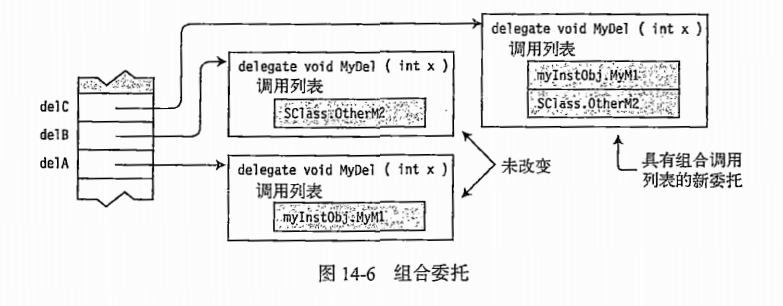 delegate void MyDel ( int x )
调用列表
myInstObj.MyM1
SClass.OtherM2
delegate void MyDel ( int x )
调用列表
SClass.OtherM2
delC
delB
delA
未改变
具有组合调用
列表的新委托
delegate void MyDel ( int x )
调用列表
myInstObj.MyM1
图 14-6 组合委托